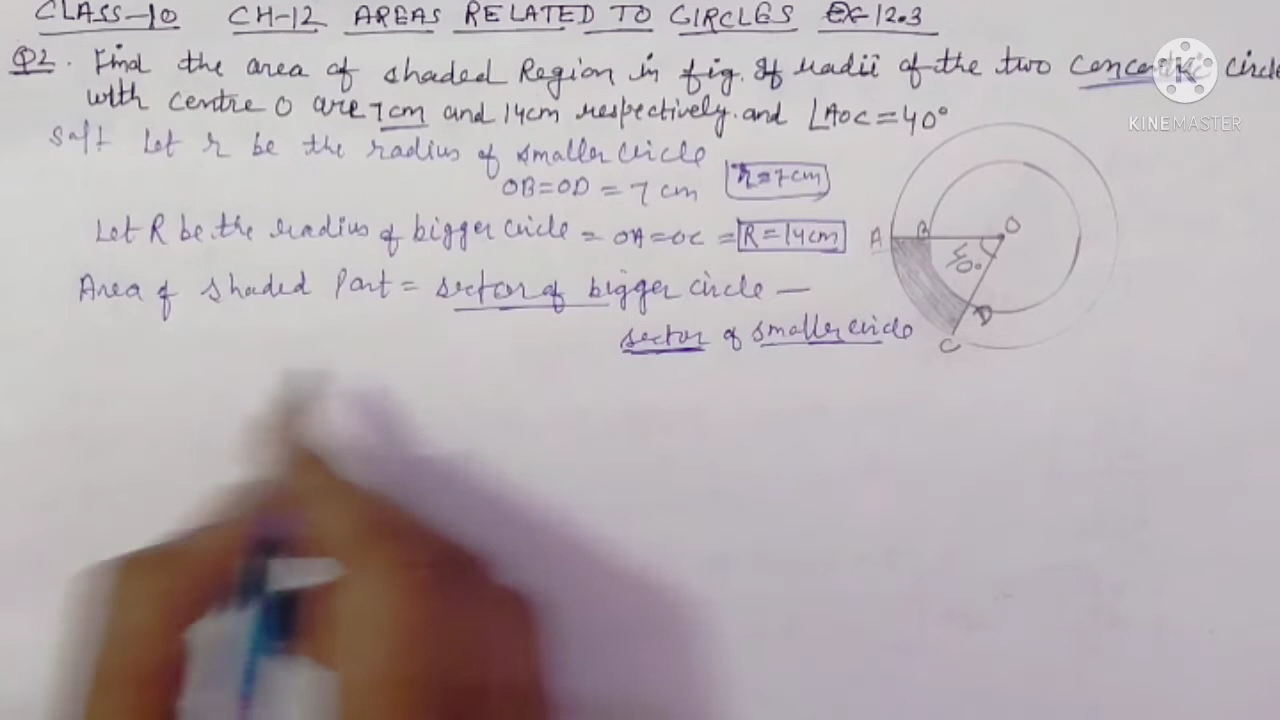 CLASS-10 CH-12 AREAS RELATED TO CIRCLES EX-12.3
Q2. Find the area of shaded Region in fig. If radii of the two concentric circle
with centre O are 7cm and 14cm respectively. and ∠AOC = 40°
Let r be the radius of smaller circle
OB = OD = 7 cm r = 7 cm
Let R be the radius of bigger circle = OA = OC = R = 14cm
Area of shaded Part = sector of bigger circle —
sector of smaller circle
A B O
40°
D
C
K
KINEMASTER